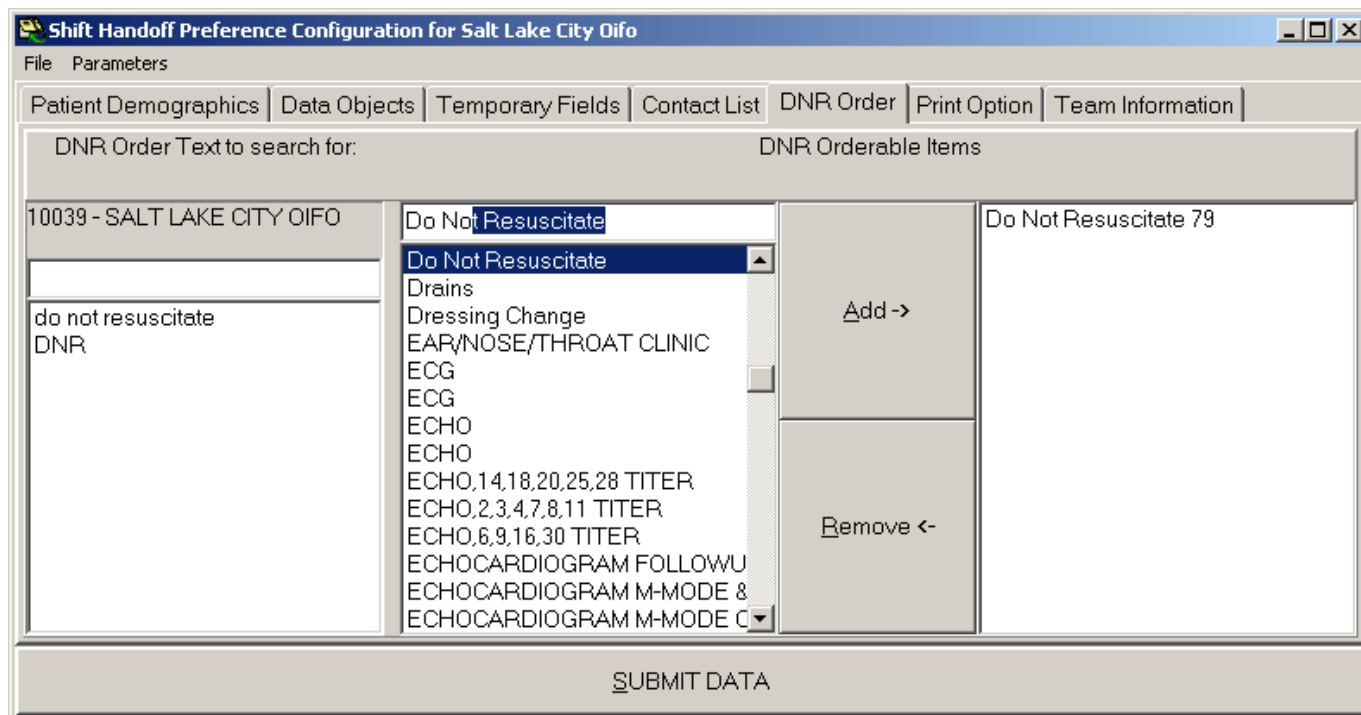 Shift Handoff Preference Configuration for Salt Lake City Oifo
File Parameters
Patient Demographics Data Objects Temporary Fields Contact List DNR Order Print Option Team Information
DNR Order Text to search for: DNR Orderable Items
10039 - SALT LAKE CITY OIFO
do not resuscitate
DNR
Do Not Resuscitate
Do Not Resuscitate
Drains
Dressing Change
EAR/NOSE/THROAT CLINIC
ECG
ECG
ECHO
ECHO
ECHO,14,18,20,25,28 TITER
ECHO,2,3,4,7,8,11 TITER
ECHO,6,9,16,30 TITER
ECHOCARDIOGRAM FOLLOWU
ECHOCARDIOGRAM M-MODE &
ECHOCARDIOGRAM M-MODE C
Add ->
Remove <-
Do Not Resuscitate 79
SUBMIT DATA